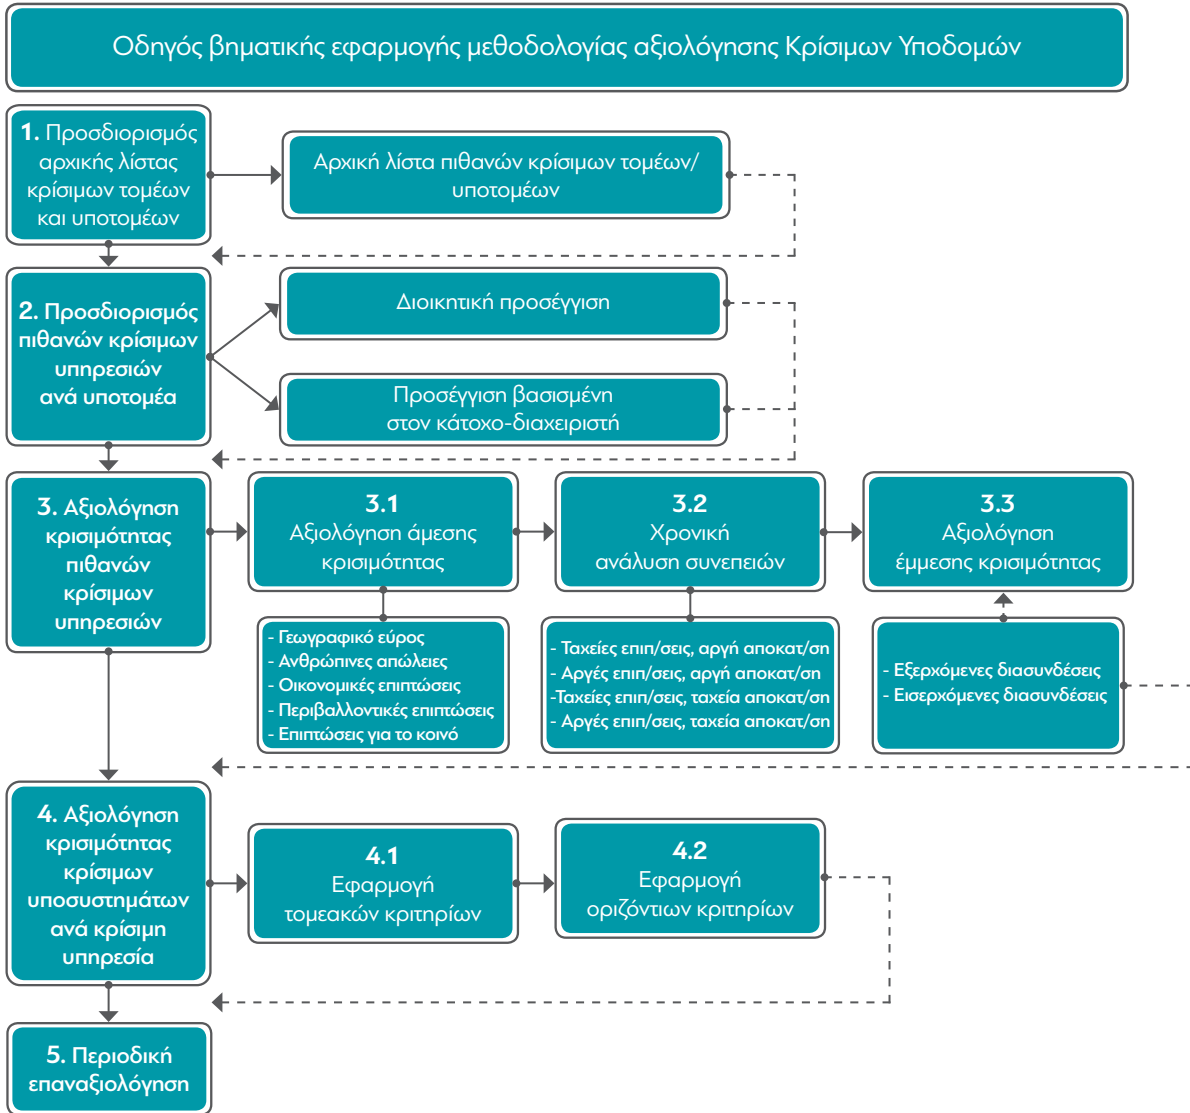 Οδηγός βηματικής εφαρμογής μεθοδολογίας αξιολόγησης Κρίσιμων Υποδομών
1. Προσδιορισμός
αρχικής λίστας
κρίσιμων τομέων
και υποτομέων
Αρχική λίστα πιθανών κρίσιμων τομέων/
υποτομέων
2. Προσδιορισμός
πιθανών κρίσιμων
υπηρεσιών
ανά υποτομέα
Διοικητική προσέγγιση
Προσέγγιση βασισμένη
στον κάτοχο-διαχειριστή
3. Αξιολόγηση
κρισιμότητας
πιθανών
κρίσιμων
υπηρεσιών
3.1
Αξιολόγηση άμεσης
κρισιμότητας
3.2
Χρονική
ανάλυση συνεπειών
3.3
Αξιολόγηση
έμμεσης κρισιμότητας
- Γεωγραφικό εύρος
- Ανθρώπινες απώλειες
- Οικονομικές επιπτώσεις
- Περιβαλλοντικές επιπτώσεις
- Επιπτώσεις για το κοινό
- Ταχείες επιπ/σεις, αργή αποκατ/ση
- Αργές επιπ/σεις, αργή αποκατ/ση
-Ταχείες επιπ/σεις, ταχεία αποκατ/ση
- Αργές επιπ/σεις, ταχεία αποκατ/ση
- Εξερχόμενες διασυνδέσεις
- Εισερχόμενες διασυνδέσεις
4. Αξιολόγηση
κρισιμότητας
κρίσιμων
υποσυστημάτων
ανά κρίσιμη
υπηρεσία
4.1
Εφαρμογή
τομεακών κριτηρίων
4.2
Εφαρμογή
οριζόντιων κριτηρίων
5. Περιοδική
επαναξιολόγηση